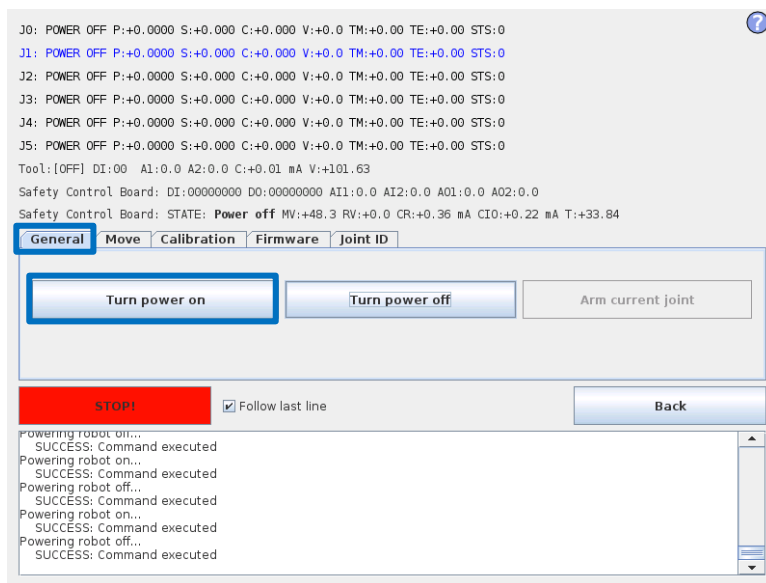 J0: POWER OFF P:+0.0000 S:+0.000 C:+0.000 V:+0.0 TM:+0.00 TE:+0.00 STS:0
J1: POWER OFF P:+0.0000 S:+0.000 C:+0.000 V:+0.0 TM:+0.00 TE:+0.00 STS:0
J2: POWER OFF P:+0.0000 S:+0.000 C:+0.000 V:+0.0 TM:+0.00 TE:+0.00 STS:0
J3: POWER OFF P:+0.0000 S:+0.000 C:+0.000 V:+0.0 TM:+0.00 TE:+0.00 STS:0
J4: POWER OFF P:+0.0000 S:+0.000 C:+0.000 V:+0.0 TM:+0.00 TE:+0.00 STS:0
J5: POWER OFF P:+0.0000 S:+0.000 C:+0.000 V:+0.0 TM:+0.00 TE:+0.00 STS:0
Tool:[OFF] DI:00 A1:0.0 A2:0.0 C:+0.01 mA V:+101.63
Safety Control Board: DI:00000000 DO:00000000 AI1:0.0 AI2:0.0 AO1:0.0 AO2:0.0
Safety Control Board: STATE: Power off MV:+48.3 RV:+0.0 CR:+0.36 mA CIO:+0.22 mA T:+33.84
General Move Calibration Firmware Joint ID
Turn power on Turn power off Arm current joint
STOP! Follow last line Back
Powering robot off...
SUCCESS: Command executed
Powering robot on...
SUCCESS: Command executed
Powering robot off...
SUCCESS: Command executed
Powering robot on...
SUCCESS: Command executed
Powering robot off...
SUCCESS: Command executed